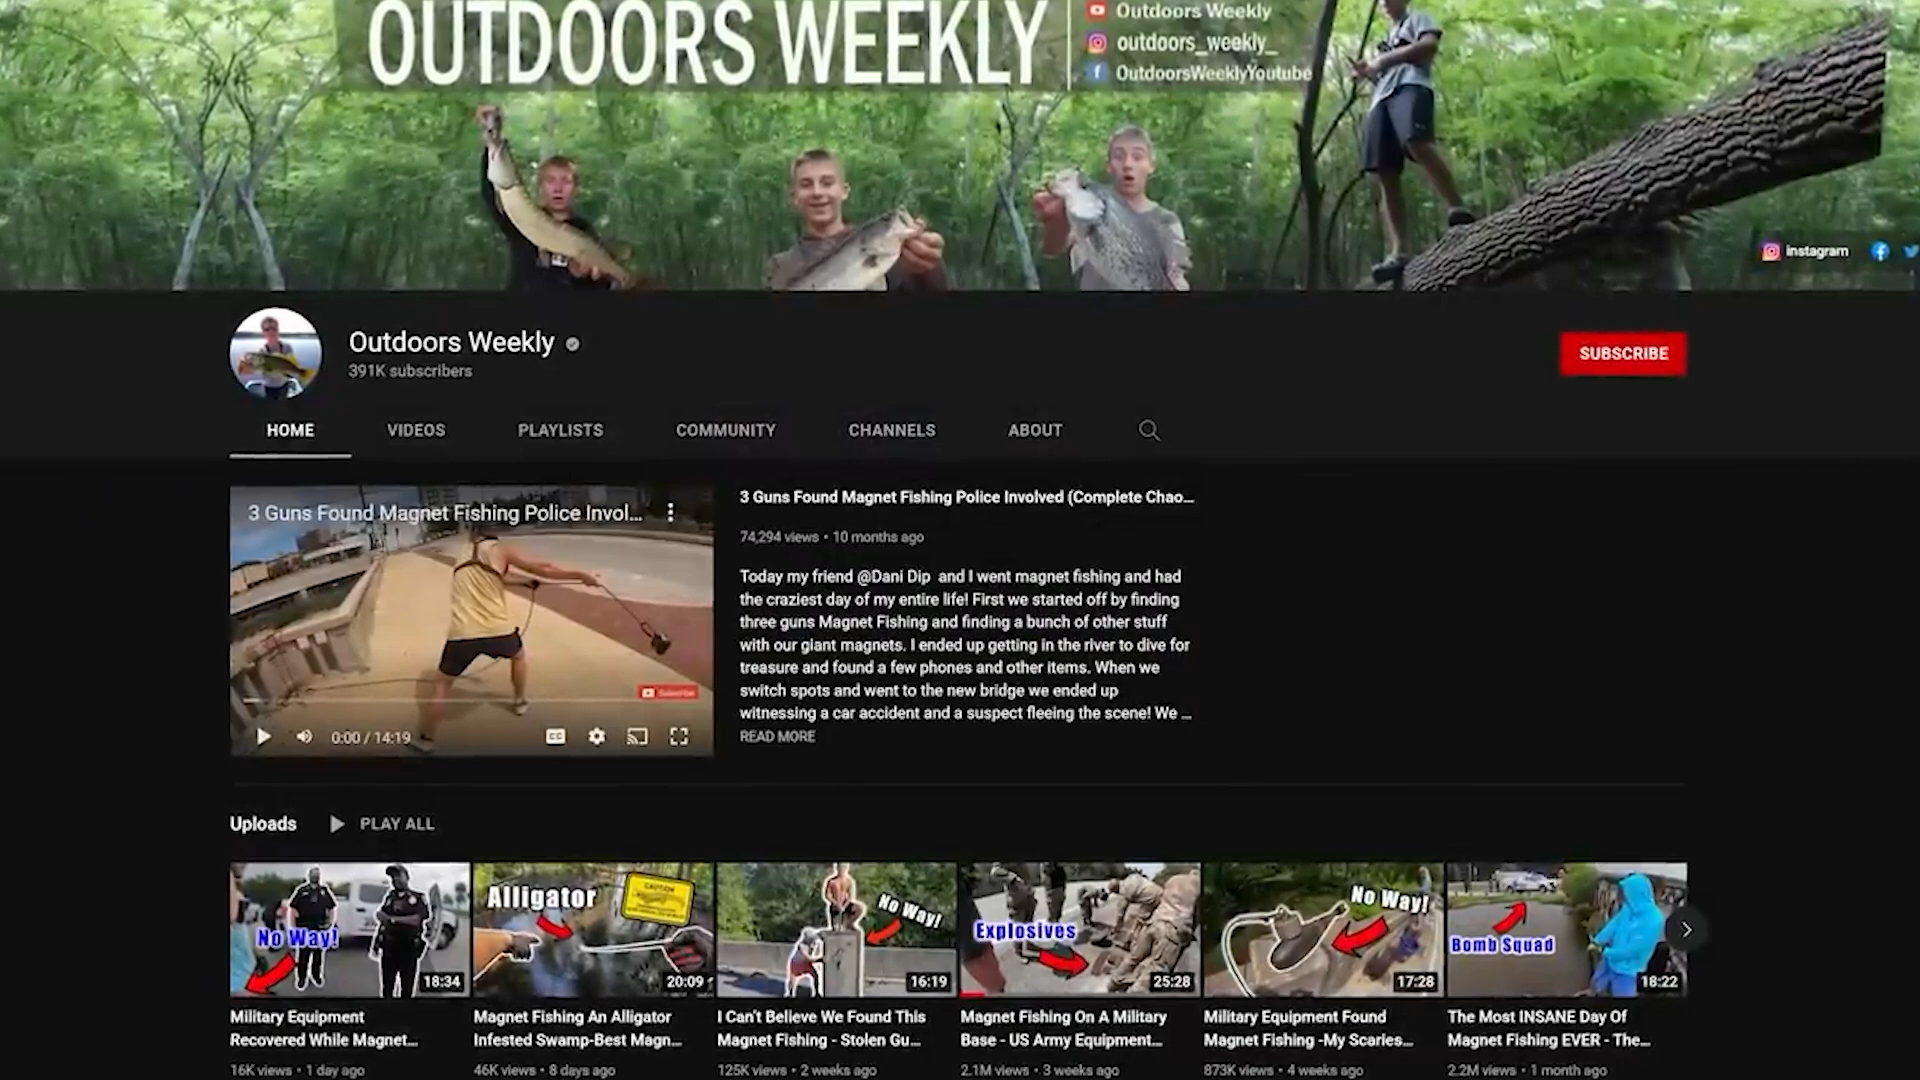 OUTDOORS WEEKLY
Outdoors Weekly
outdoors_weekly_
OutdoorsWeeklyYoutube
instagram
Outdoors Weekly
391K subscribers
SUBSCRIBE
HOME
VIDEOS
PLAYLISTS
COMMUNITY
CHANNELS
ABOUT
3 Guns Found Magnet Fishing Police Invol...
Subscribe
0:00 / 14:19
3 Guns Found Magnet Fishing Police Involved (Complete Chao...
74,294 views • 10 months ago
Today my friend @Dani Dip and I went magnet fishing and had
the craziest day of my entire life! First we started off by finding
three guns Magnet Fishing and finding a bunch of other stuff
with our giant magnets. I ended up getting in the river to dive for
treasure and found a few phones and other items. When we
switch spots and went to the new bridge we ended up
witnessing a car accident and a suspect fleeing the scene! We ...
READ MORE
Uploads
PLAY ALL
No Way!
18:34
Military Equipment
Recovered While Magnet...
16K views • 1 day ago
Alligator
CAUTION
20:09
Magnet Fishing An Alligator
Infested Swamp-Best Magn...
46K views • 8 days ago
No Way!
16:19
I Can't Believe We Found This
Magnet Fishing - Stolen Gu...
125K views • 2 weeks ago
Explosives
25:28
Magnet Fishing On A Military
Base - US Army Equipment...
2.1M views • 3 weeks ago
No Way!
17:28
Military Equipment Found
Magnet Fishing -My Scaries...
873K views • 4 weeks ago
Bomb Squad
18:22
The Most INSANE Day Of
Magnet Fishing EVER - The...
2.2M views • 1 month ago